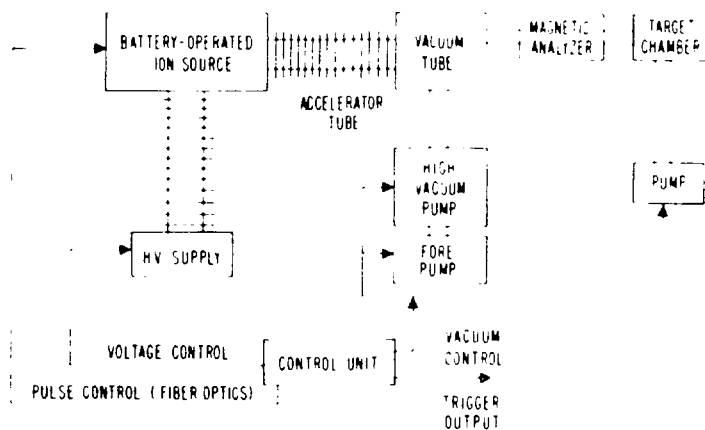 BATTERY-OPERATED
ION SOURCE
VACUUM
TUBE
MAGNETIC
ANALYZER
TARGET
CHAMBER
ACCELERATOR
TUBE
HIGH
VACUUM
PUMP
PUMP
HV SUPPLY
FORE
PUMP
VOLTAGE CONTROL
CONTROL UNIT
VACUUM
CONTROL
PULSE CONTROL (FIBER OPTICS)
TRIGGER
OUTPUT